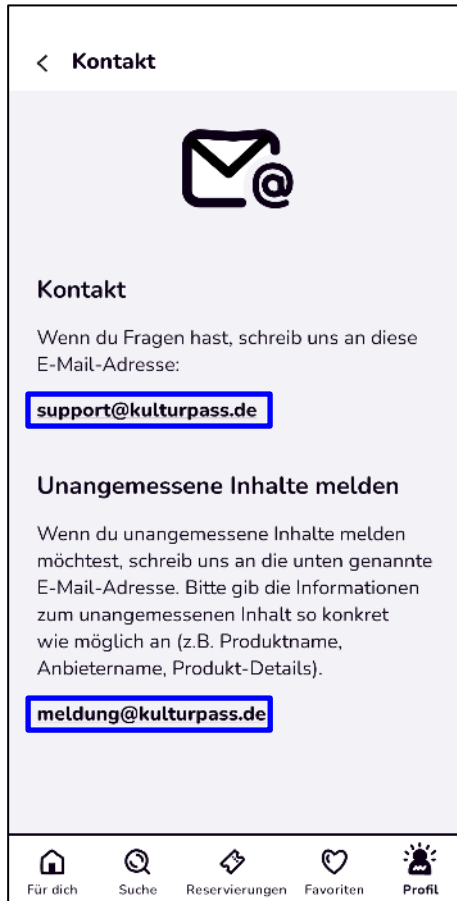 Kontakt
Kontakt
Wenn du Fragen hast, schreib uns an diese
E-Mail-Adresse:
support@kulturpass.de
Unangemessene Inhalte melden
Wenn du unangemessene Inhalte melden
möchtest, schreib uns an die unten genannte
E-Mail-Adresse. Bitte gib die Informationen
zum unangemessenen Inhalt so konkret
wie möglich an (z.B. Produktname,
Anbietername, Produkt-Details).
meldung@kulturpass.de
Für dich Suche Reservierungen Favoriten Profil